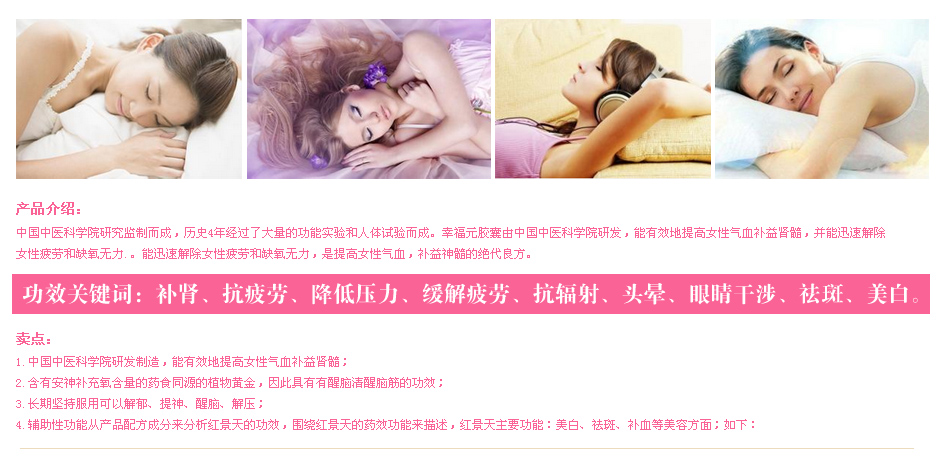 产品介绍：
中国中医科学院研究监制而成，历史4年经过了大量的功能实验和人体试验而成。幸福元胶囊由中国中医科学院研发，能有效地提高女性气血补益肾髓，并能迅速解除
女性疲劳和缺氧无力.。能迅速解除女性疲劳和缺氧无力，是提高女性气血，补益神髓的绝代良方。
功效关键词：补肾、抗疲劳、降低压力、缓解疲劳、抗辐射、头晕、眼睛干涉、祛斑、美白。
卖点：
1. 中国中医科学院研发制造，能有效地提高女性气血补益肾髓；
2. 含有安神补充氧含量的药食同源的植物黄金，因此具有有醒脑渚醒脑筋的功效；
3. 长期坚持服用可以解郁、提神、醒脑、解压；
4. 辅助性功能从产品配方成分来分析红景天的功效，围绕红景天的药效功能来描述，红景天主要功能：美白、祛斑、补血等美容方面；如下：